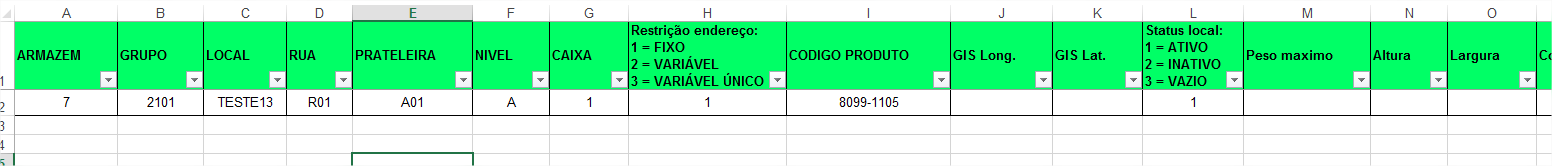 A B C D E F G H I J K L M N O
1 ARMAZEM GRUPO LOCAL RUA PRATELEIRA NIVEL CAIXA
Restrição endereço:
1 = FIXO
2 = VARIÁVEL
3 = VARIÁVEL ÚNICO
CODIGO PRODUTO GIS Long. GIS Lat.
Status local:
1 = ATIVO
2 = INATIVO
3 = VAZIO
Peso maximo Altura Largura
2 7 2101 TESTE13 R01 A01 A 1 1 8099-1105 1
3
4